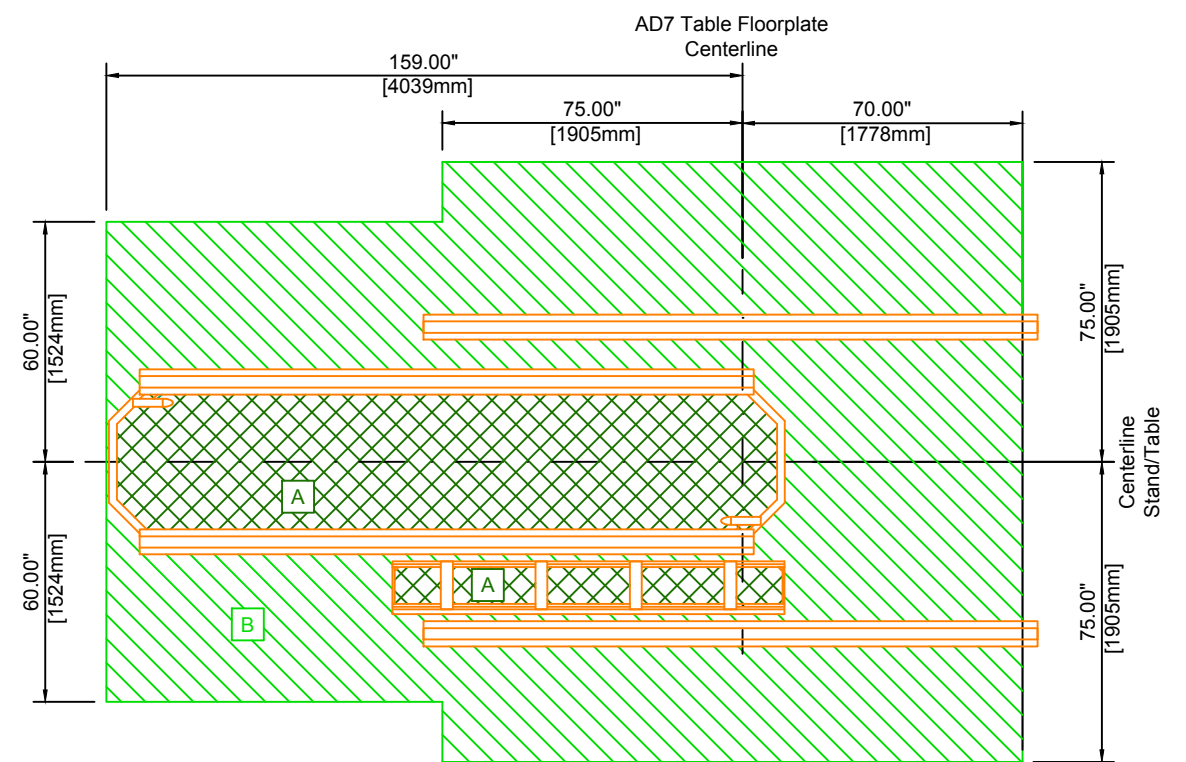 AD7 Table Floorplate
Centerline
159.00"
[4039mm]
75.00"
[1905mm]
70.00"
[1778mm]
60.00"
[1524mm]
75.00"
[1905mm]
Centerline
Stand/Table
A
A
B
60.00"
[1524mm]
75.00"
[1905mm]